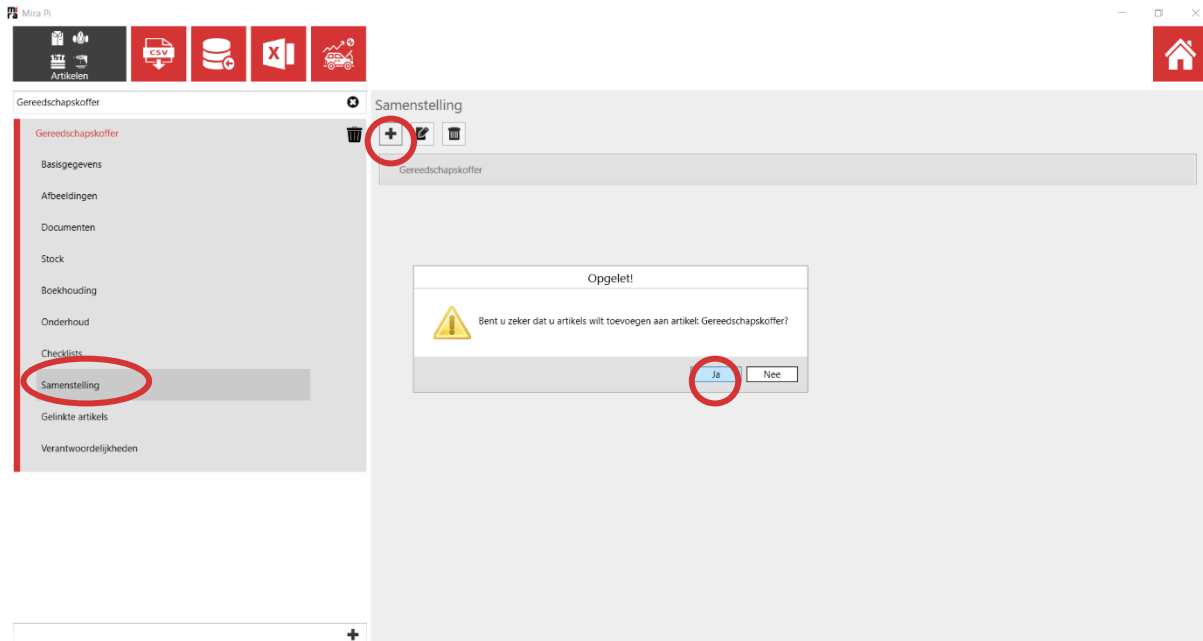 mira Mira Pi
Artikelen
CSV
X
Gereedschapskoffer
Gereedschapskoffer
Basisgegevens
Afbeeldingen
Documenten
Stock
Boekhouding
Onderhoud
Checklists
Samenstelling
Gelinkte artikels
Verantwoordelijkheden
Samenstelling
Gereedschapskoffer
Opgelet!
Bent u zeker dat u artikels wilt toevoegen aan artikel: Gereedschapskoffer?
Ja
Nee